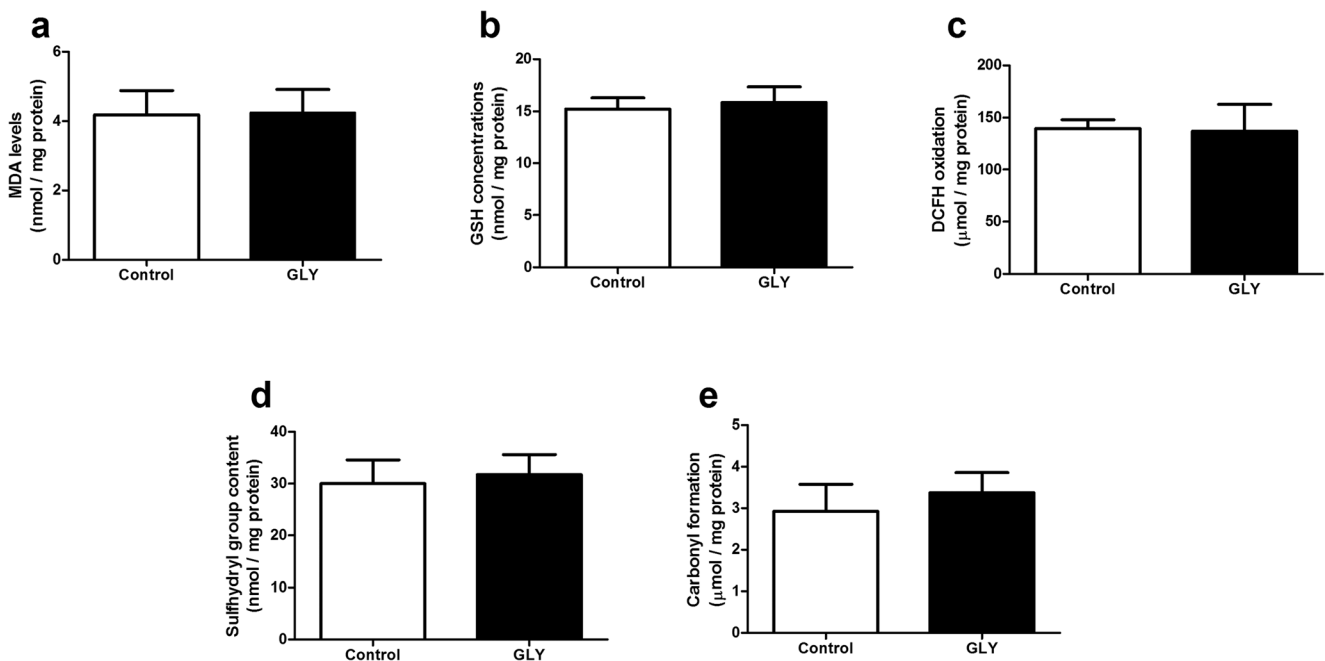 a
MDA levels
(nmol / mg protein)
6
4
2
0
Control
GLY
b
GSH concentrations
(nmol / mg protein)
20
15
10
5
0
Control
GLY
c
DCFH oxidation
(μmol / mg protein)
200
150
100
50
0
Control
GLY
d
Sulfhydryl group content
(nmol / mg protein)
40
30
20
10
0
Control
GLY
e
Carbonyl formation
(μmol / mg protein)
5
4
3
2
1
0
Control
GLY